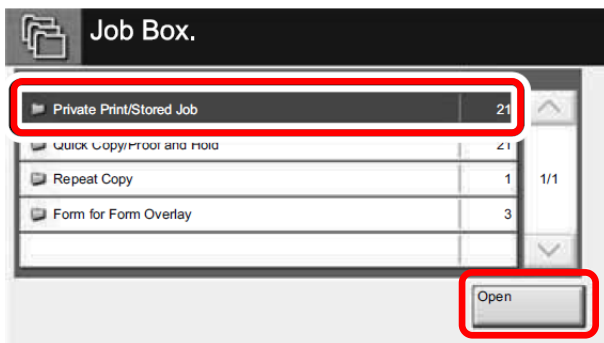 Job Box.
Private Print/Stored Job 21
Quick Copy/Proof and Hold 21
Repeat Copy 1 1/1
Form for Form Overlay 3
Open